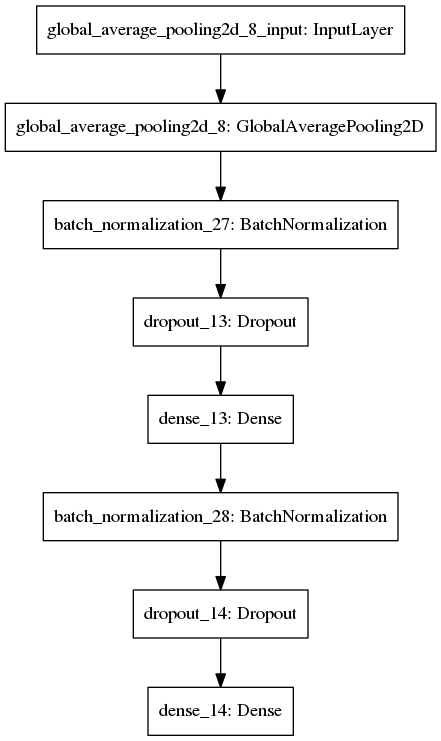 global_average_pooling2d_8_input: InputLayer
global_average_pooling2d_8: GlobalAveragePooling2D
batch_normalization_27: BatchNormalization
dropout_13: Dropout
dense_13: Dense
batch_normalization_28: BatchNormalization
dropout_14: Dropout
dense_14: Dense